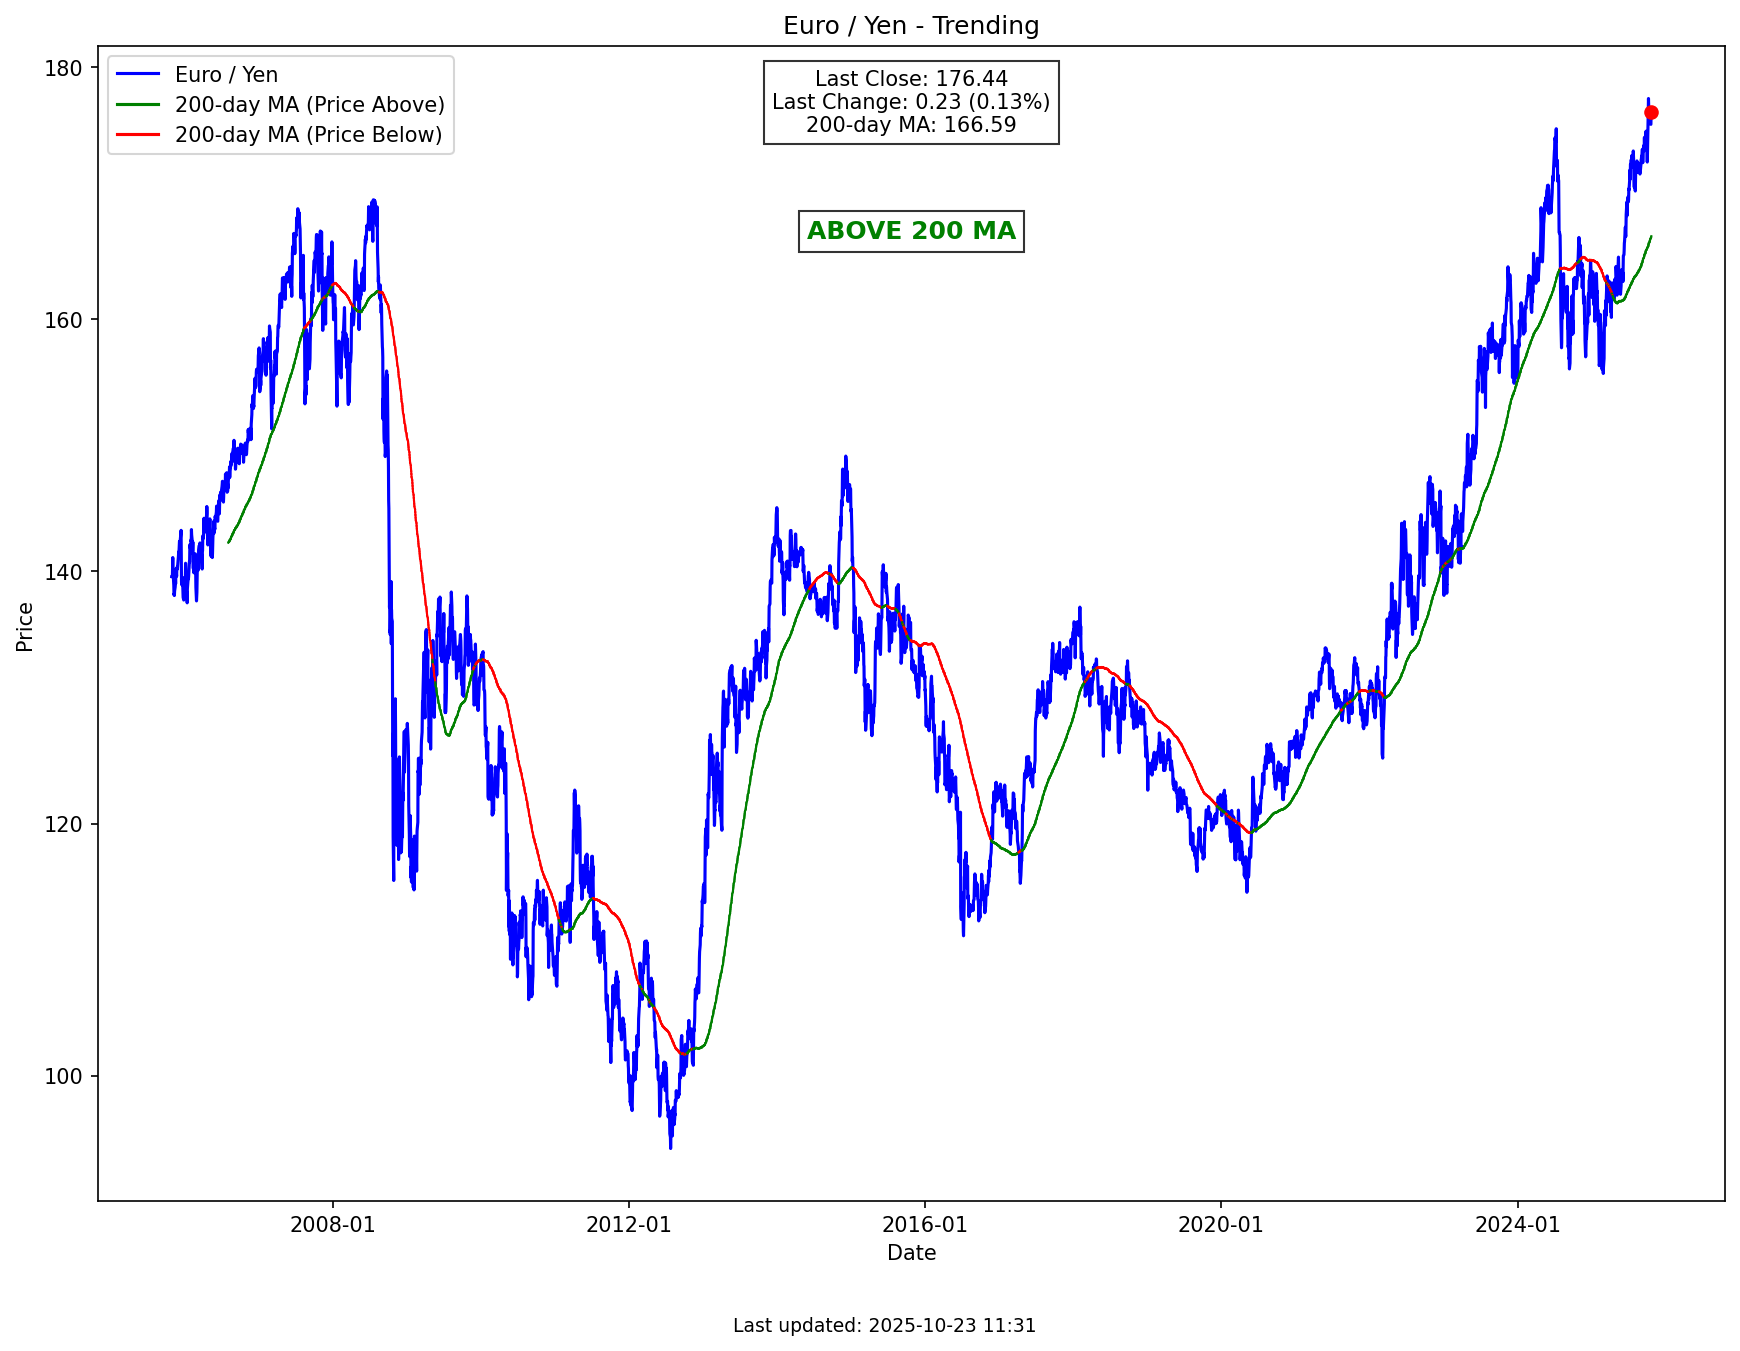 Euro / Yen - Trending
Euro / Yen
200-day MA (Price Above)
200-day MA (Price Below)
Last Close: 176.44
Last Change: 0.23 (0.13%)
200-day MA: 166.59
ABOVE 200 MA
180
160
140
120
100
Price
2008-01
2012-01
2016-01
2020-01
2024-01
Date
Last updated: 2025-10-23 11:31